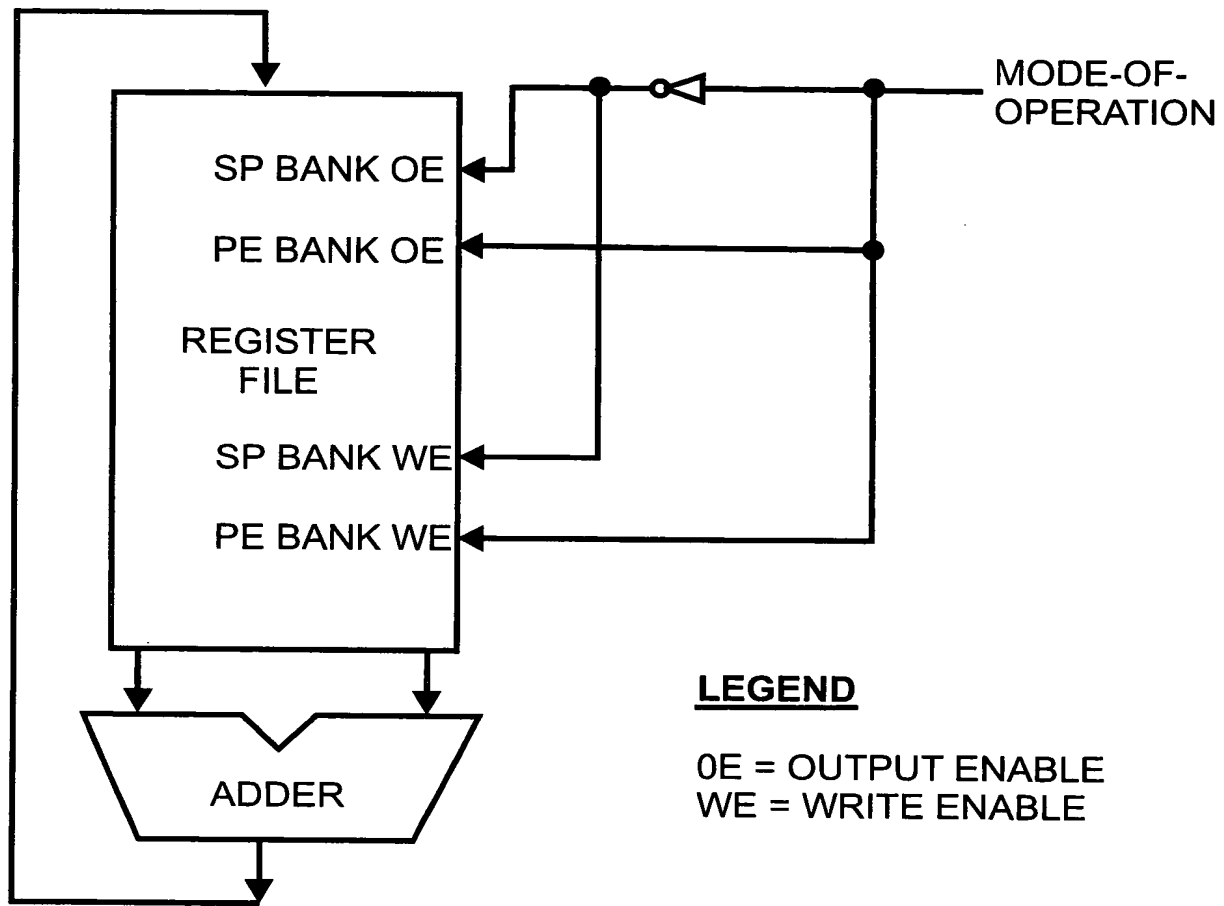 MODE-OF-
OPERATION
SP BANK OE
PE BANK OE
REGISTER
FILE
SP BANK WE
PE BANK WE
ADDER
LEGEND
0E = OUTPUT ENABLE
WE = WRITE ENABLE